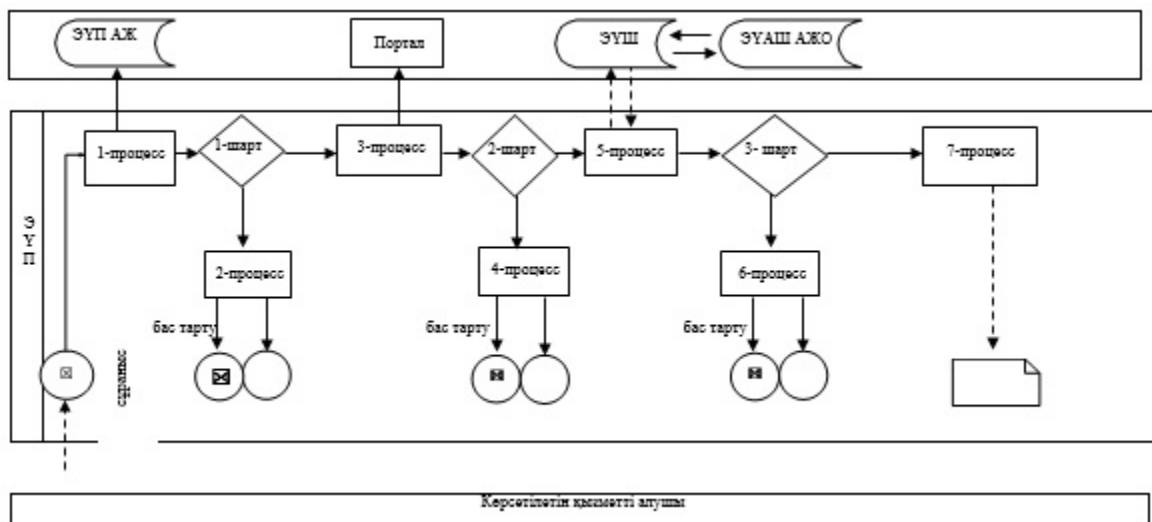 ЭҮП АЖ
Портал
ЭҮШ
ЭҮАШ АЖО
1-процесс
1-шарт
3-процесс
2-шарт
5-процесс
3- шарт
7-процесс
ЭҮП
2-процесс
4-процесс
6-процесс
бас тарту
бас тарту
бас тарту
сұраныс
Көрсетілетін қызметті алушы